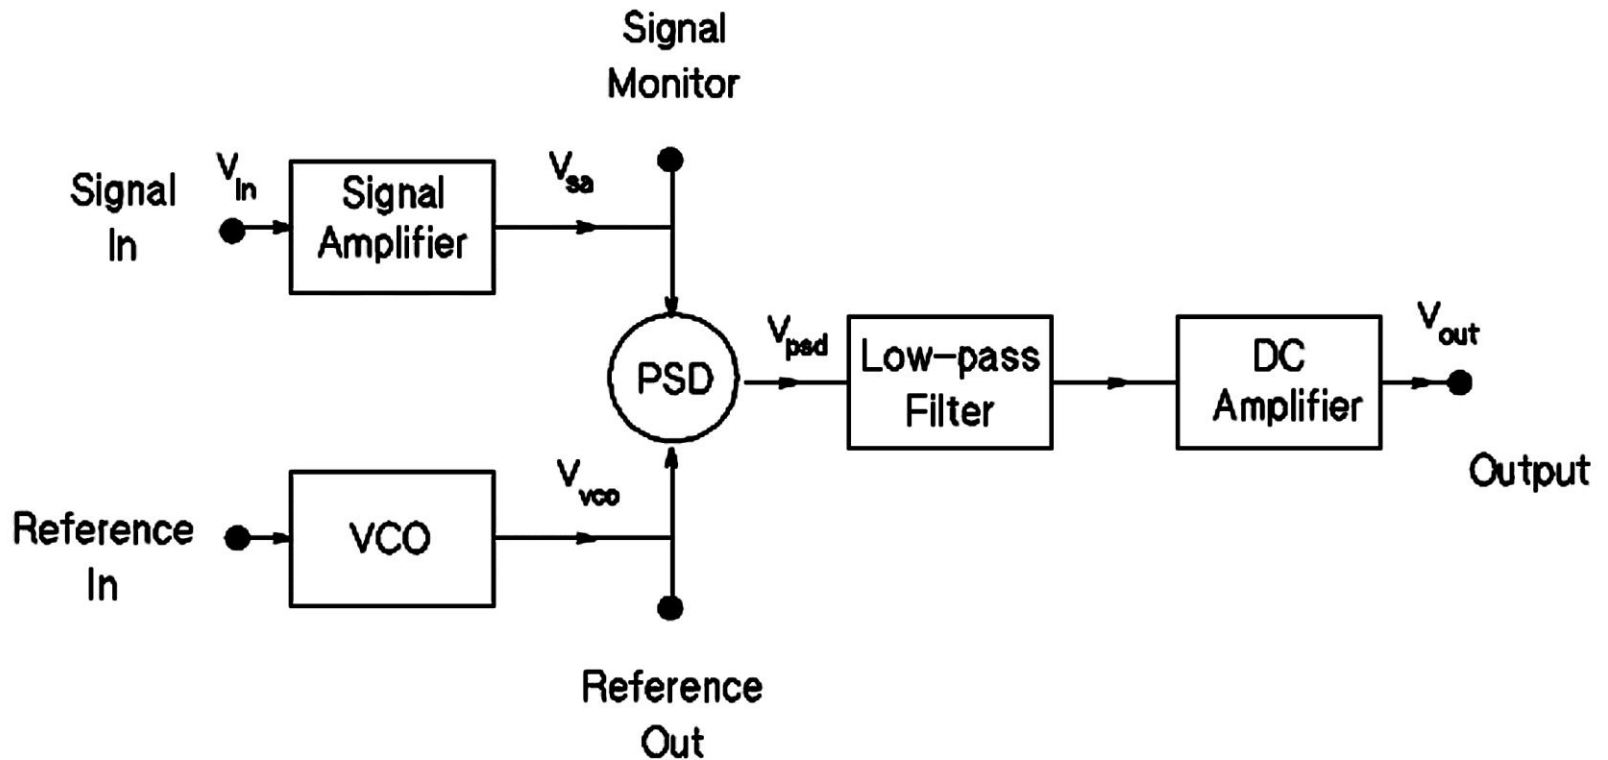 Signal
Monitor
V_in
V_sa
Signal
In
Signal
Amplifier
V_psd
V_out
PSD
Low-pass
Filter
DC
Amplifier
Output
V_vco
Reference
In
VCO
Reference
Out